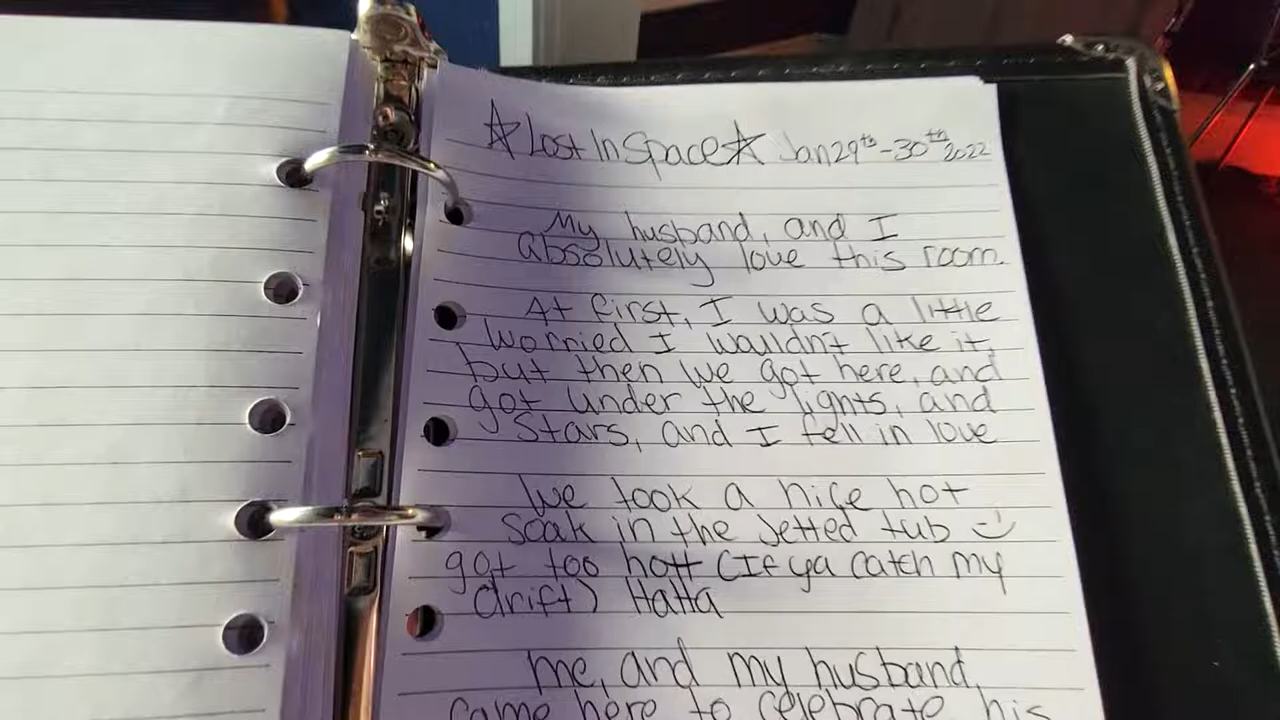 ☆Lost In Space☆ Jan 29th-30th 2022
My husband, and I
absolutely love this room.
At first, I was a little
worried I wouldn't like it,
but then we got here, and
got under the lights, and
Stars, and I fell in love
We took a nice hot
soak in the Jetted tub :)
got too hott (If ya catch my
drift) HaHa
me, and my husband,
came here to celebrate his